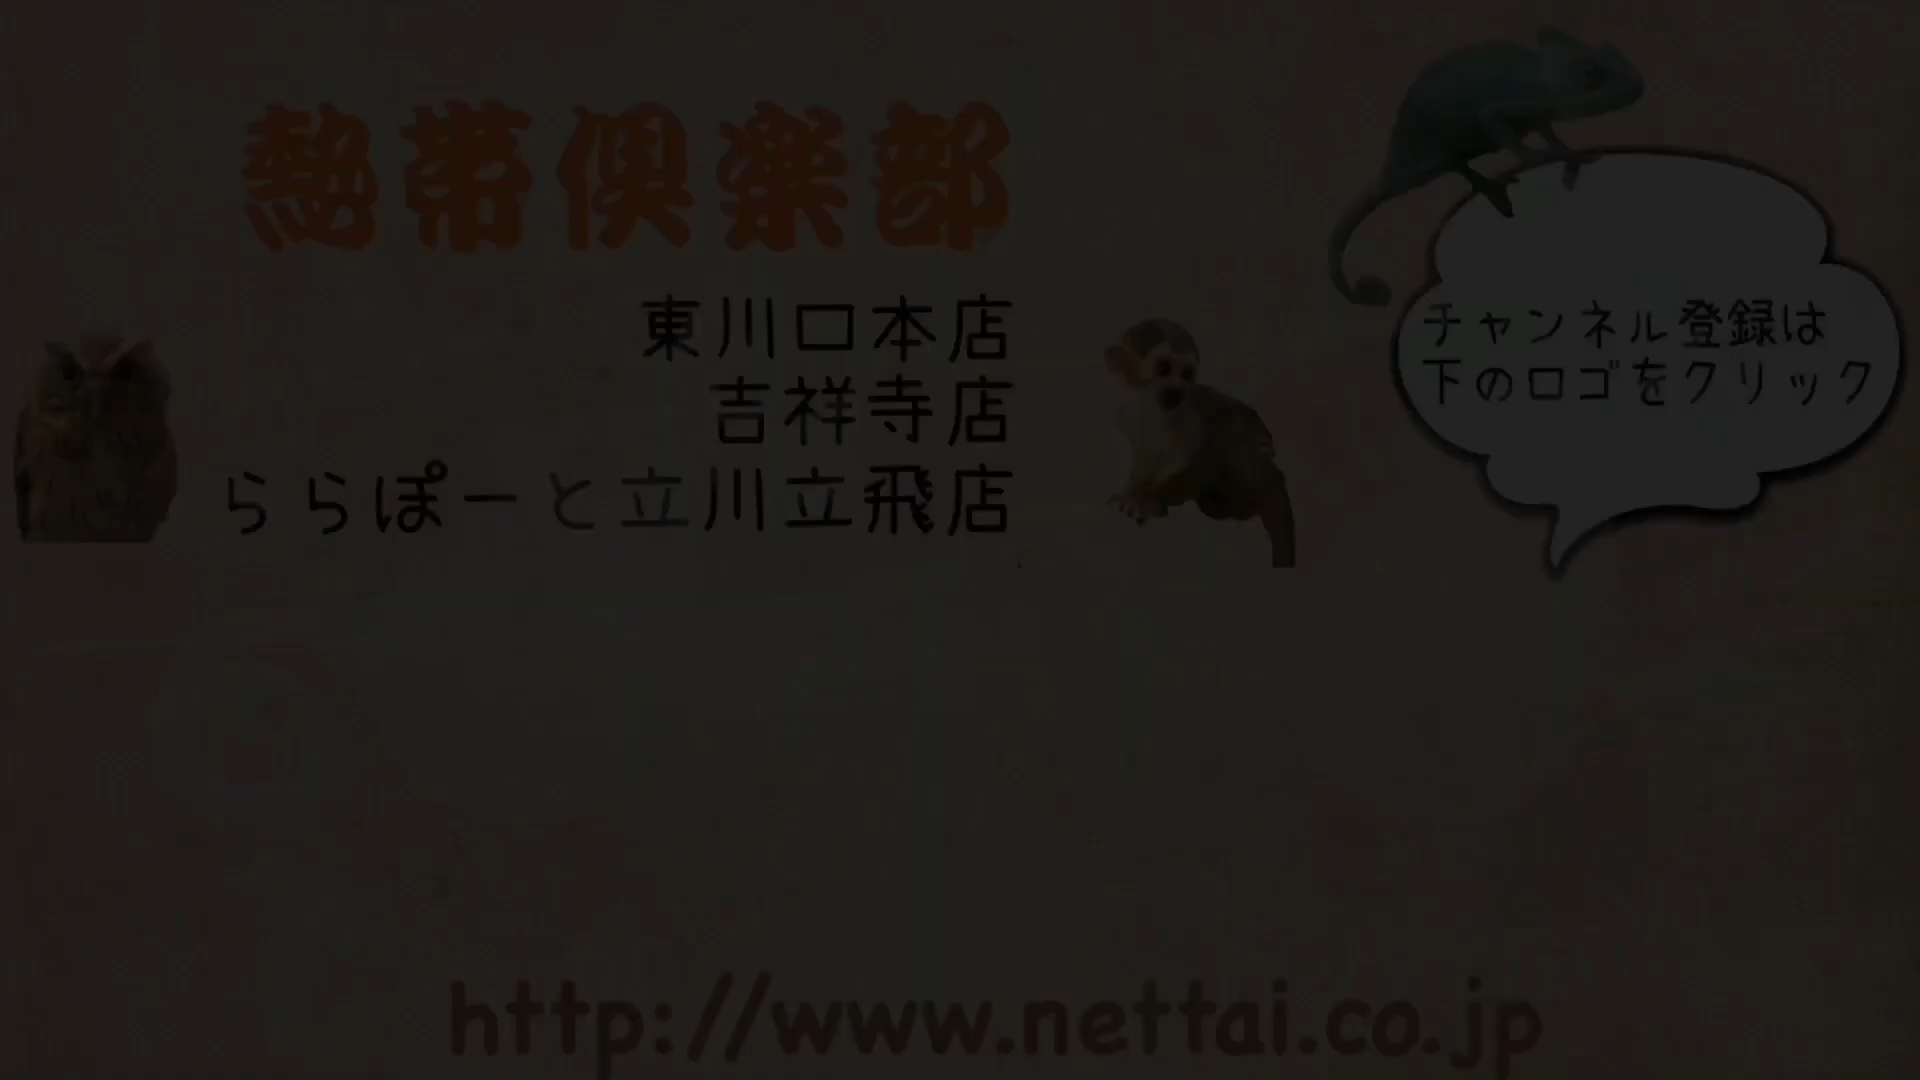 熱帯倶楽部
東川口本店
吉祥寺店
ららぽーと立川立飛店
チャンネル登録は
下のロゴをクリック
http://www.nettai.co.jp